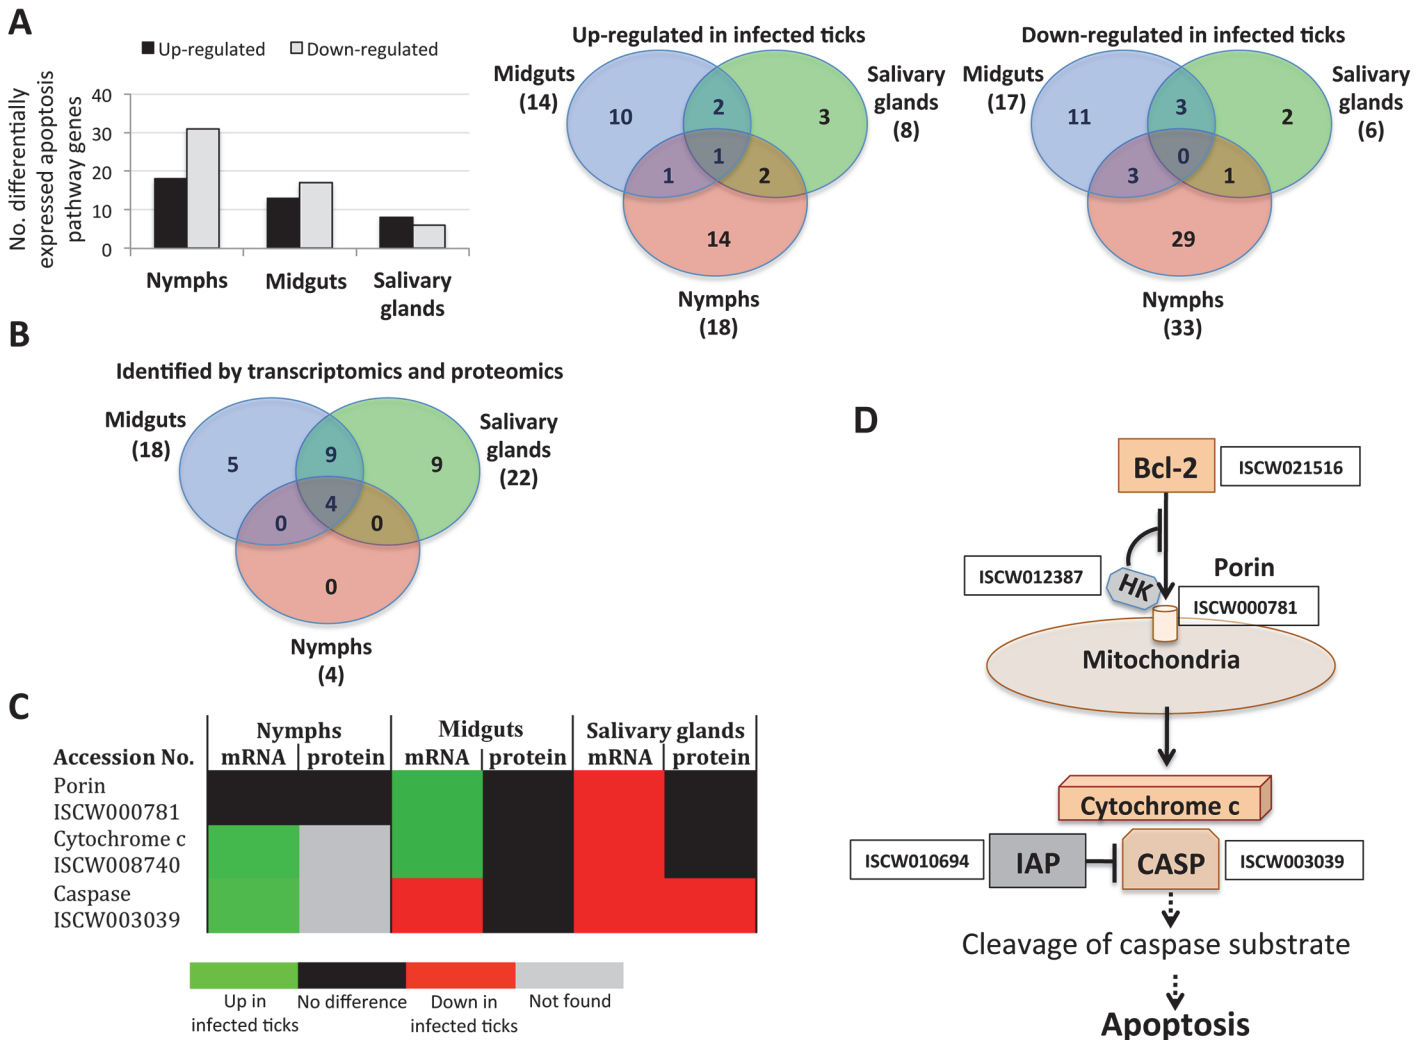 A
Up-regulated
Down-regulated
No. differentially
expressed apoptosis
pathway genes
40
30
20
10
0
Nymphs
Midguts
Salivary
glands
Up-regulated in infected ticks
Midguts
(14)
Salivary
glands
(8)
10
2
3
1
1
2
14
Nymphs
(18)
Down-regulated in infected ticks
Midguts
(17)
Salivary
glands
(6)
11
3
2
0
3
1
29
Nymphs
(33)
B
Identified by transcriptomics and proteomics
Midguts
(18)
Salivary
glands
(22)
5
9
9
4
0
0
0
Nymphs
(4)
C
Nymphs
Midguts
Salivary glands
Accession No.
mRNA
protein
mRNA
protein
mRNA
protein
Porin
ISCW000781
Cytochrome c
ISCW008740
Caspase
ISCW003039
Up in
infected ticks
No difference
Down in
infected ticks
Not found
D
Bcl-2
ISCW021516
ISCW012387
HK
Porin
ISCW000781
Mitochondria
Cytochrome c
ISCW010694
IAP
CASP
ISCW003039
Cleavage of caspase substrate
Apoptosis